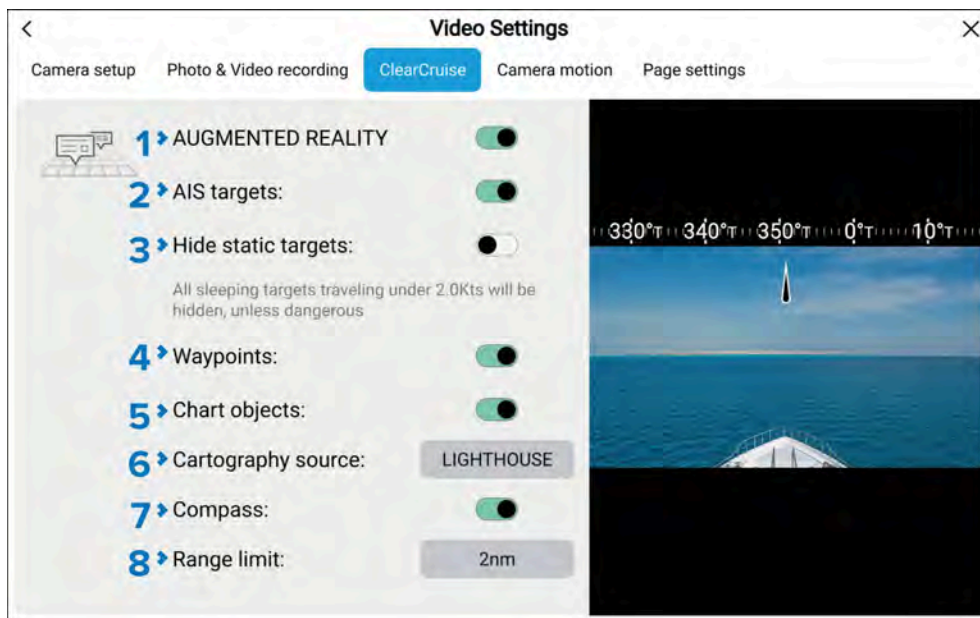 Video Settings
Camera setup Photo & Video recording ClearCruise Camera motion Page settings
1 AUGMENTED REALITY
2 AIS targets:
3 Hide static targets:
All sleeping targets traveling under 2.0Kts will be
hidden, unless dangerous
4 Waypoints:
5 Chart objects:
6 Cartography source: LIGHTHOUSE
7 Compass:
8 Range limit: 2nm
330°T 340°T 350°T 0°T 10°T